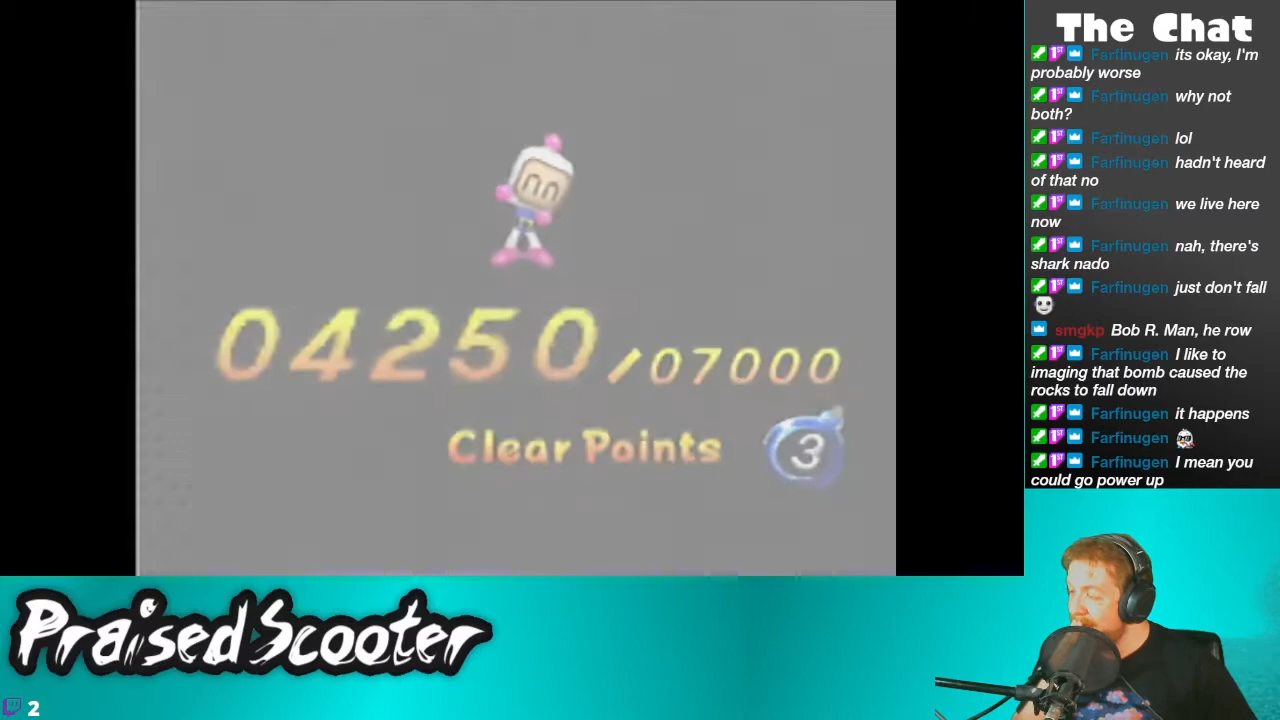 04250/07000
Clear Points 3
The Chat
Farfinugen its okay, I'm
probably worse
Farfinugen why not
both?
Farfinugen lol
Farfinugen hadn't heard
of that no
Farfinugen we live here
now
Farfinugen nah, there's
shark nado
Farfinugen just don't fall
smgkp Bob R. Man, he row
Farfinugen I like to
imaging that bomb caused the
rocks to fall down
Farfinugen it happens
Farfinugen
Farfinugen I mean you
could go power up
PraisedScooter
2